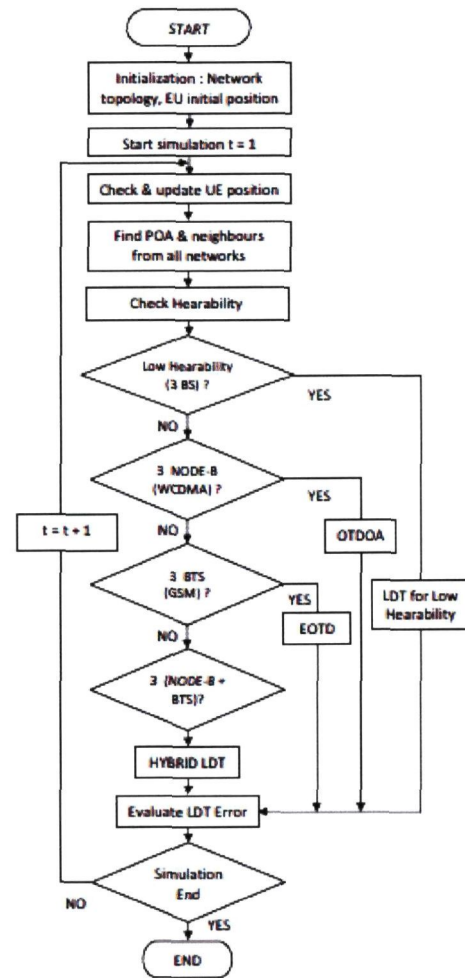 START
Initialization : Network
topology, EU initial position
Start simulation t = 1
Check & update UE position
Find POA & neighbours
from all networks
Check Hearability
Low Hearability
(3 BS) ?
YES
NO
3 NODE-B
(WCDMA) ?
YES
NO
OTDOA
t = t + 1
3 BTS
(GSM) ?
YES
NO
EOTD
LDT for Low
Hearability
3 (NODE-B +
BTS)?
HYBRID LDT
Evaluate LDT Error
Simulation
End
NO
YES
END